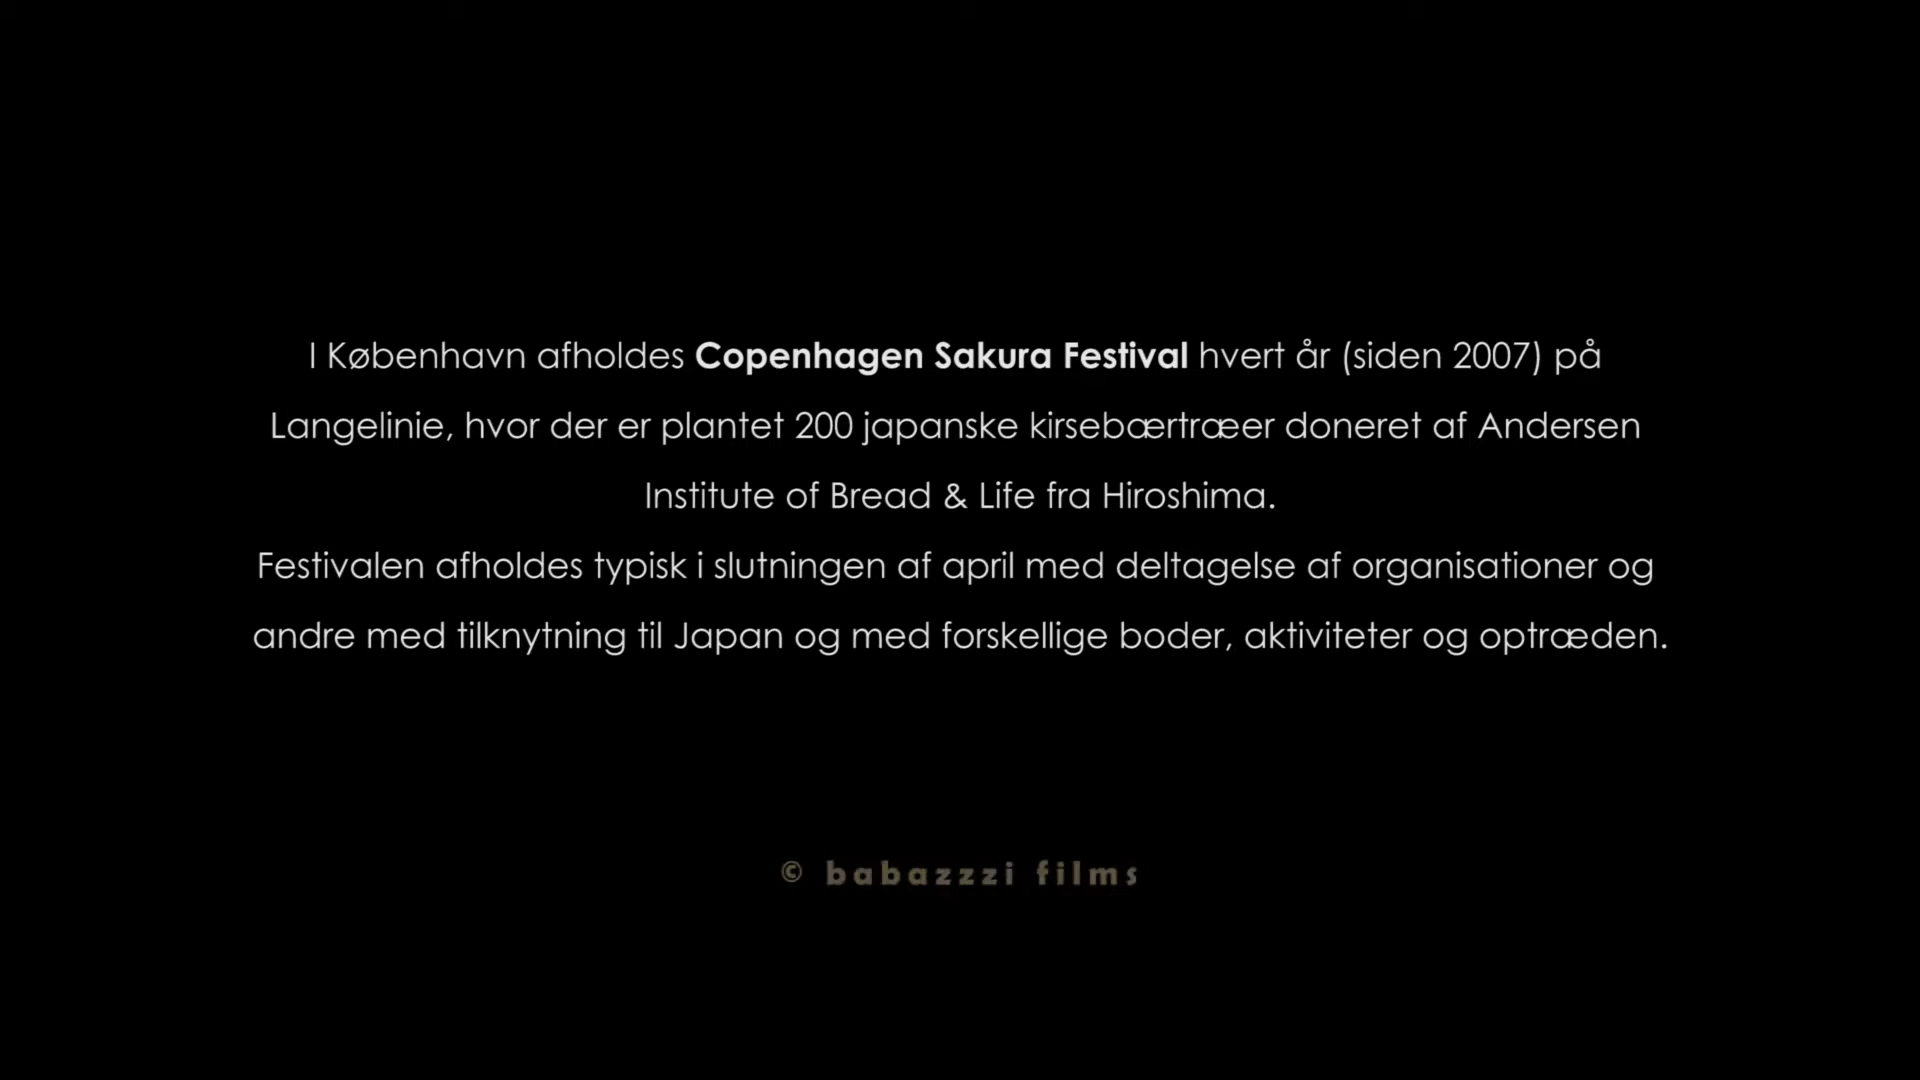 I København afholdes Copenhagen Sakura Festival hvert år (siden 2007) på
Langelinie, hvor der er plantet 200 japanske kirsebærtræer doneret af Andersen
Institute of Bread & Life fra Hiroshima.
Festivalen afholdes typisk i slutningen af april med deltagelse af organisationer og
andre med tilknytning til Japan og med forskellige boder, aktiviteter og optræden.
© babazzzi films